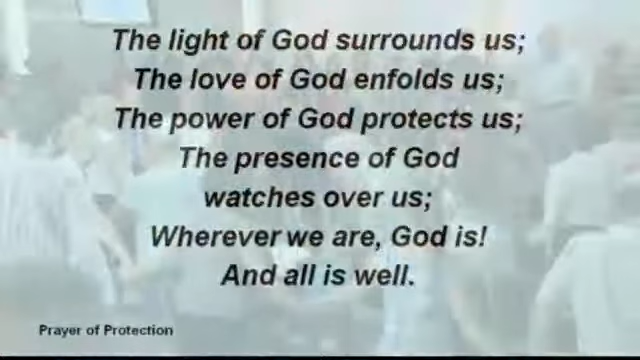 The light of God surrounds us;
The love of God enfolds us;
The power of God protects us;
The presence of God
watches over us;
Wherever we are, God is!
And all is well.
Prayer of Protection